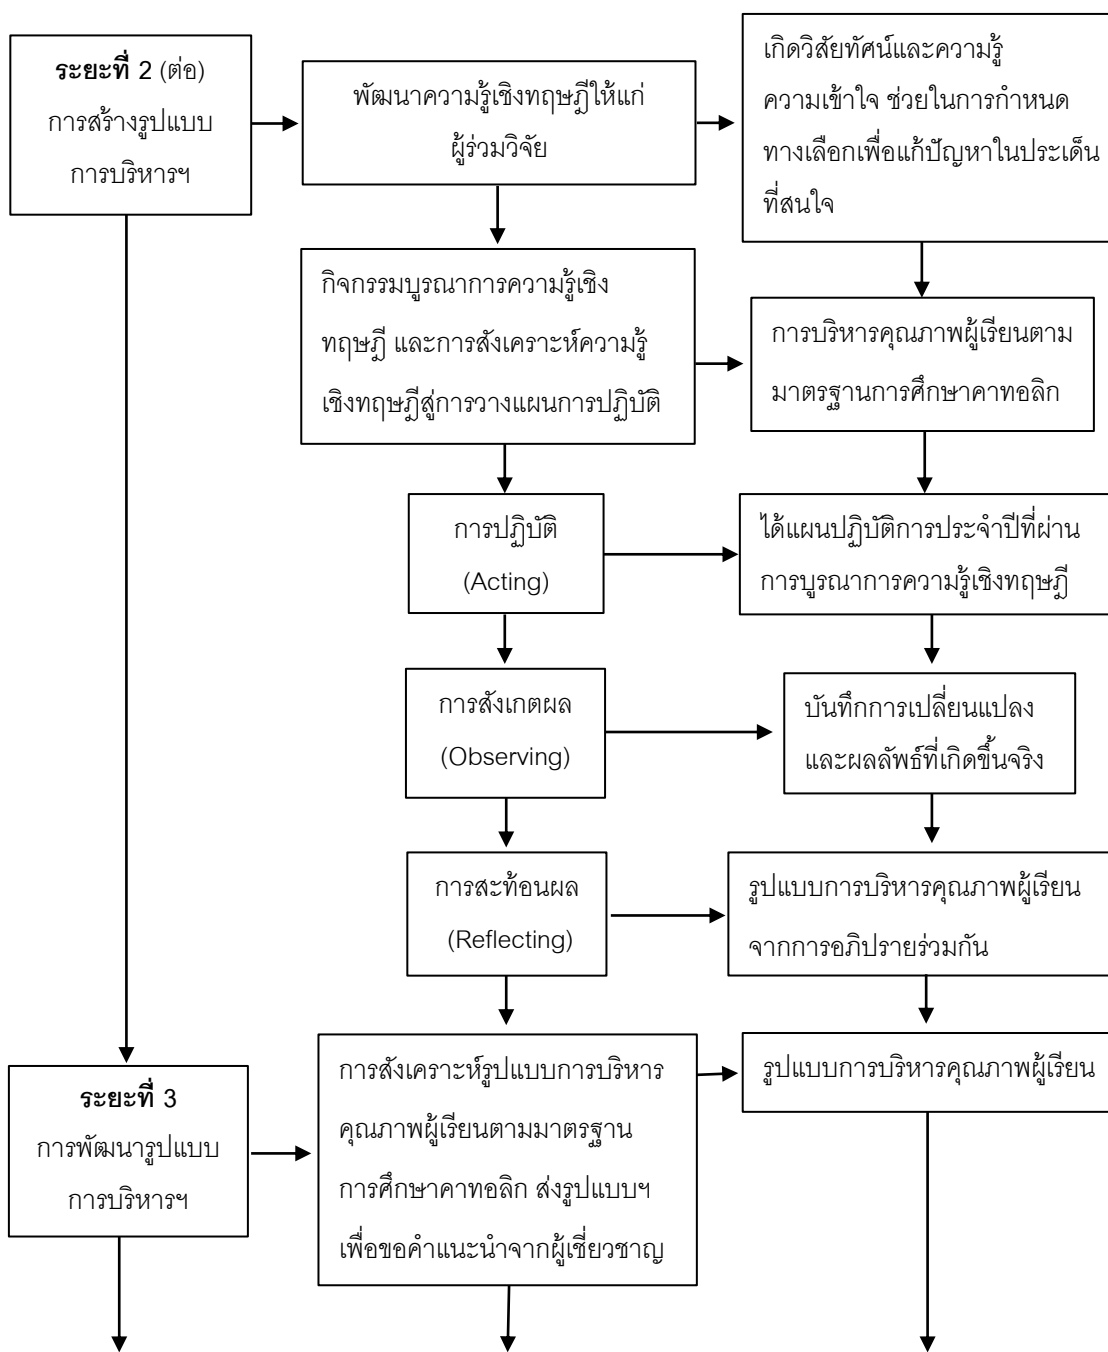 ระยะที่ 2 (ต่อ)
การสร้างรูปแบบ
การบริหารฯ
พัฒนาความรู้เชิงทฤษฎีให้แก่
ผู้ร่วมวิจัย
เกิดวิสัยทัศน์และความรู้
ความเข้าใจ ช่วยในการกำหนด
ทางเลือกเพื่อแก้ปัญหาในประเด็น
ที่สนใจ
กิจกรรมบูรณาการความรู้เชิง
ทฤษฎี และการสังเคราะห์ความรู้
เชิงทฤษฎีสู่การวางแผนการปฏิบัติ
การบริหารคุณภาพผู้เรียนตาม
มาตรฐานการศึกษาคาทอลิก
การปฏิบัติ
(Acting)
ได้แผนปฏิบัติการประจำปีที่ผ่าน
การบูรณาการความรู้เชิงทฤษฎี
การสังเกตผล
(Observing)
บันทึกการเปลี่ยนแปลง
และผลลัพธ์ที่เกิดขึ้นจริง
การสะท้อนผล
(Reflecting)
รูปแบบการบริหารคุณภาพผู้เรียน
จากการอภิปรายร่วมกัน
ระยะที่ 3
การพัฒนารูปแบบ
การบริหารฯ
การสังเคราะห์รูปแบบการบริหาร
คุณภาพผู้เรียนตามมาตรฐาน
การศึกษาคาทอลิก ส่งรูปแบบฯ
เพื่อขอคำแนะนำจากผู้เชี่ยวชาญ
รูปแบบการบริหารคุณภาพผู้เรียน